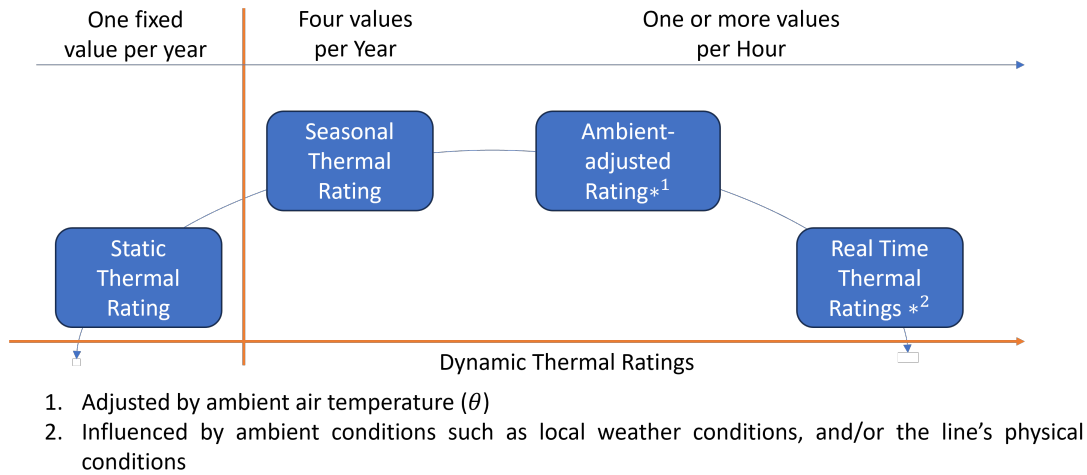 One fixed
value per year
Four values
per Year
One or more values
per Hour
Seasonal
Thermal
Rating
Ambient-
adjusted
Rating*¹
Static
Thermal
Rating
Real Time
Thermal
Ratings *²
Dynamic Thermal Ratings
1. Adjusted by ambient air temperature (θ)
2. Influenced by ambient conditions such as local weather conditions, and/or the line’s physical
conditions